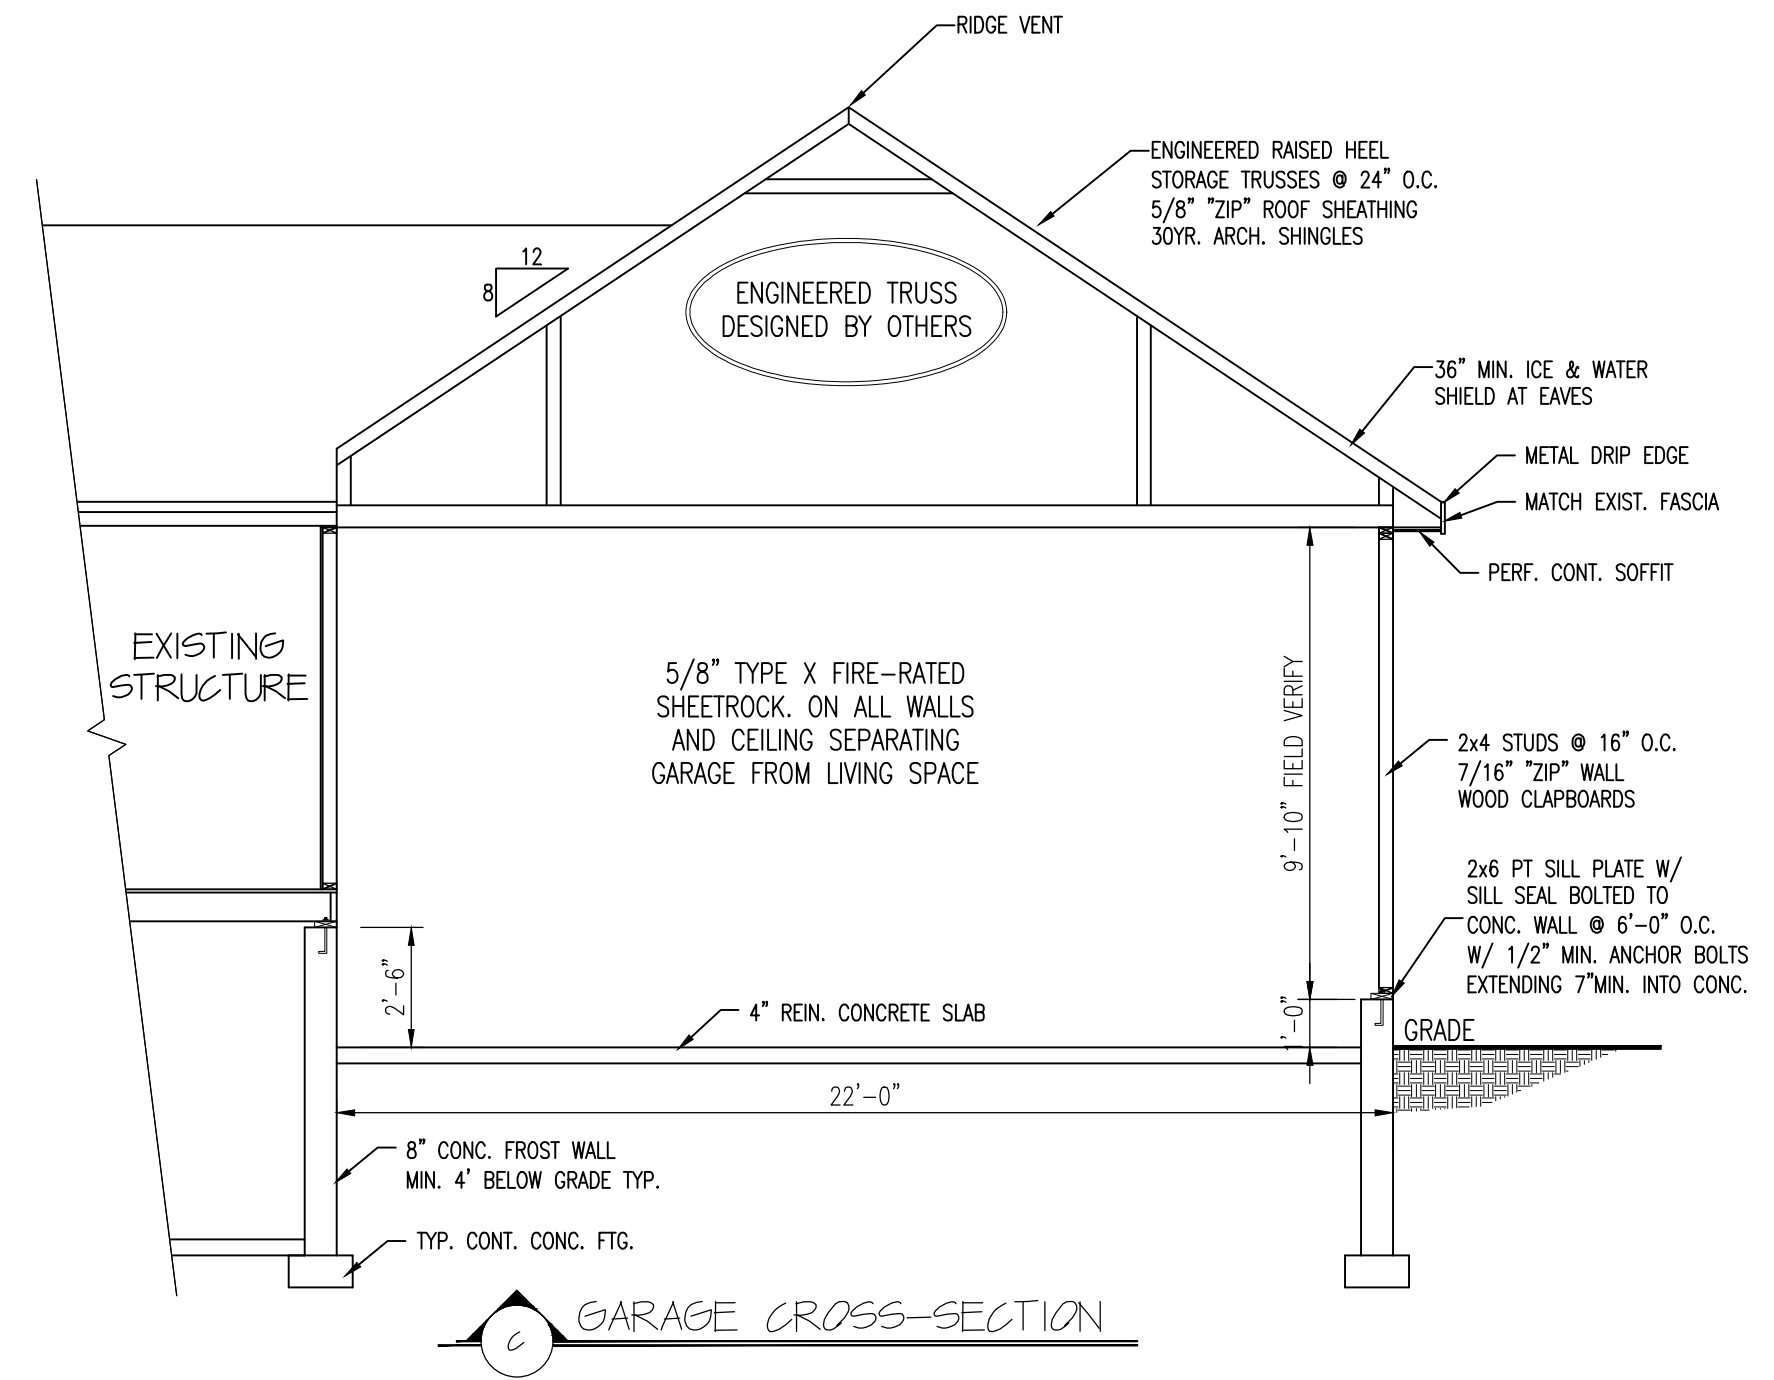 RIDGE VENT
ENGINEERED RAISED HEEL
STORAGE TRUSSES @ 24" O.C.
5/8" "ZIP" ROOF SHEATHING
30YR. ARCH. SHINGLES
12
8
ENGINEERED TRUSS
DESIGNED BY OTHERS
36" MIN. ICE & WATER
SHIELD AT EAVES
METAL DRIP EDGE
MATCH EXIST. FASCIA
PERF. CONT. SOFFIT
EXISTING
STRUCTURE
5/8" TYPE X FIRE-RATED
SHEETROCK. ON ALL WALLS
AND CEILING SEPARATING
GARAGE FROM LIVING SPACE
9'-10" FIELD VERIFY
2x4 STUDS @ 16" O.C.
7/16" "ZIP" WALL
WOOD CLAPBOARDS
2x6 PT SILL PLATE W/
SILL SEAL BOLTED TO
CONC. WALL @ 6'-0" O.C.
W/ 1/2" MIN. ANCHOR BOLTS
EXTENDING 7"MIN. INTO CONC.
2'-6"
4" REIN. CONCRETE SLAB
1'-0"
GRADE
22'-0"
8" CONC. FROST WALL
MIN. 4' BELOW GRADE TYP.
TYP. CONT. CONC. FTG.
C
GARAGE CROSS-SECTION